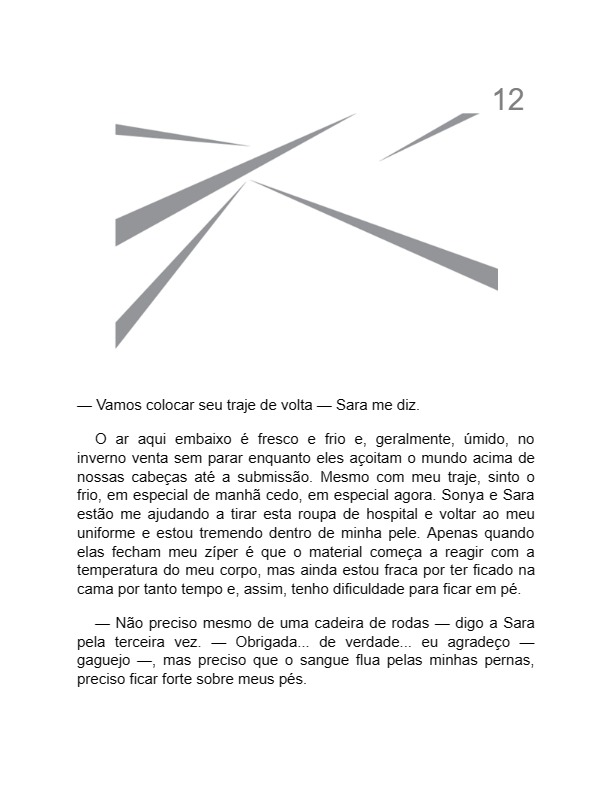 12
— Vamos colocar seu traje de volta — Sara me diz.
O ar aqui embaixo é fresco e frio e, geralmente, úmido, no
inverno venta sem parar enquanto eles açoitam o mundo acima de
nossas cabeças até a submissão. Mesmo com meu traje, sinto o
frio, em especial de manhã cedo, em especial agora. Sonya e Sara
estão me ajudando a tirar esta roupa de hospital e voltar ao meu
uniforme e estou tremendo dentro de minha pele. Apenas quando
elas fecham meu zíper é que o material começa a reagir com a
temperatura do meu corpo, mas ainda estou fraca por ter ficado na
cama por tanto tempo e, assim, tenho dificuldade para ficar em pé.
— Não preciso mesmo de uma cadeira de rodas — digo a Sara
pela terceira vez. — Obrigada... de verdade... eu agradeço —
gaguejo —, mas preciso que o sangue flua pelas minhas pernas,
preciso ficar forte sobre meus pés.